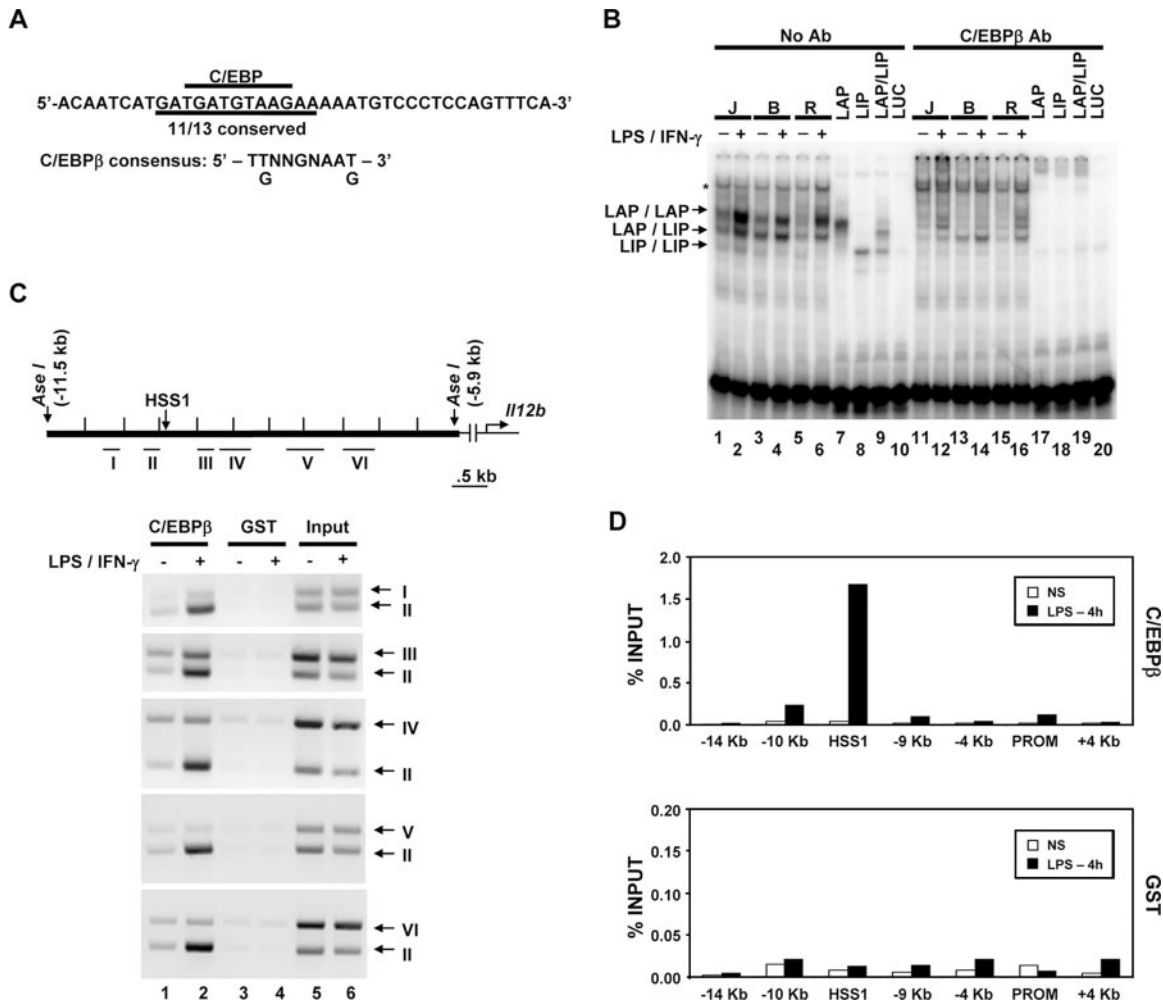 A
C/EBP
5'-ACAATCATGATGATGTAAGAAAAATGTCCCTCCAGTTTCA-3'
11/13 conserved
C/EBPβ consensus: 5' – TTNNGNAAT – 3'
G G
B
No Ab C/EBPβ Ab
J B R LAP LIP LAP/LIP LUC J B R LAP LIP LAP/LIP LUC
LPS / IFN-γ – + – + – + – + – + – +
*
LAP / LAP
LAP / LIP
LIP / LIP
1 2 3 4 5 6 7 8 9 10 11 12 13 14 15 16 17 18 19 20
C
Ase I (-11.5 kb)
HSS1
Ase I (-5.9 kb)
Il12b
I II III IV V VI
.5 kb
C/EBPβ GST Input
LPS / IFN-γ - + - + - +
I
II
III
II
IV
II
V
II
VI
II
1 2 3 4 5 6
D
2.0
1.5
1.0
0.5
0.0
% INPUT
NS
LPS – 4h
C/EBPβ
-14 Kb -10 Kb HSS1 -9 Kb -4 Kb PROM +4 Kb
0.20
0.15
0.10
0.05
0.00
% INPUT
NS
LPS – 4h
GST
-14 Kb -10 Kb HSS1 -9 Kb -4 Kb PROM +4 Kb